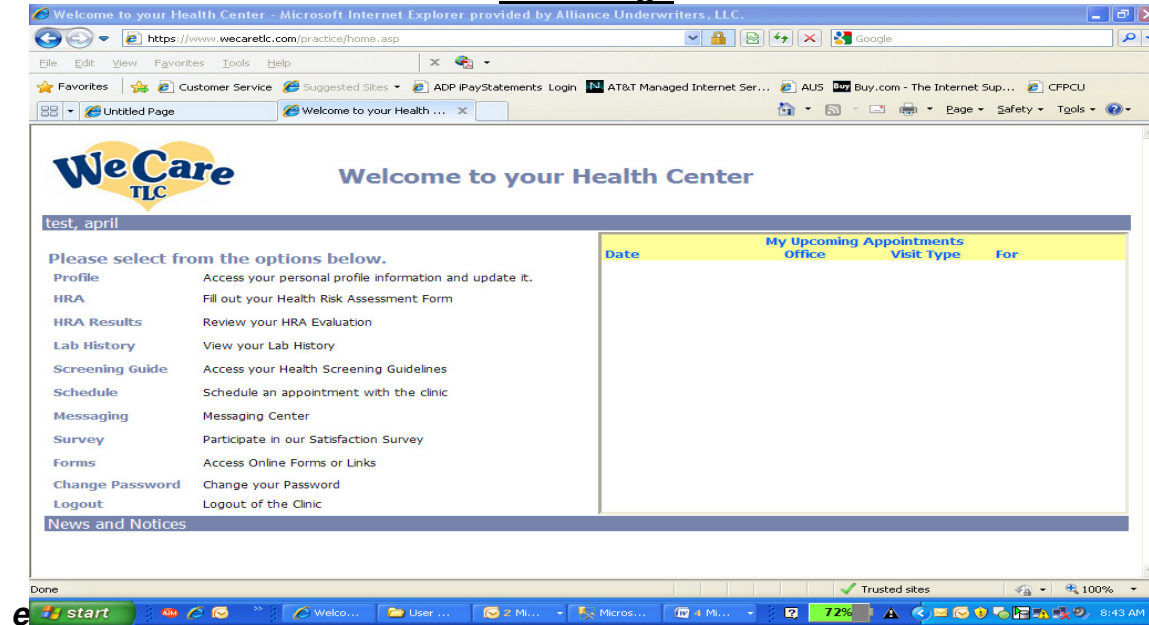 Welcome to your Health Center - Microsoft Internet Explorer provided by Alliance Underwriters, LLC.
https://www.wecaretlc.com/practice/home.asp
Google
File Edit View Favorites Tools Help
Favorites Customer Service Suggested Sites ADP iPayStatements Login AT&T Managed Internet Ser... AUS Buy.com - The Internet Sup... CFPCU
Untitled Page Welcome to your Health ... Page Safety Tools
We Care
TLC
Welcome to your Health Center
test, april
Please select from the options below.
Profile Access your personal profile information and update it.
HRA Fill out your Health Risk Assessment Form
HRA Results Review your HRA Evaluation
Lab History View your Lab History
Screening Guide Access your Health Screening Guidelines
Schedule Schedule an appointment with the clinic
Messaging Messaging Center
Survey Participate in our Satisfaction Survey
Forms Access Online Forms or Links
Change Password Change your Password
Logout Logout of the Clinic
My Upcoming Appointments
Date Office Visit Type For
News and Notices
Done Trusted sites 100%
e
start Welco... User ... 2 Mi... Micros... 4 Mi... 72% 8:43 AM